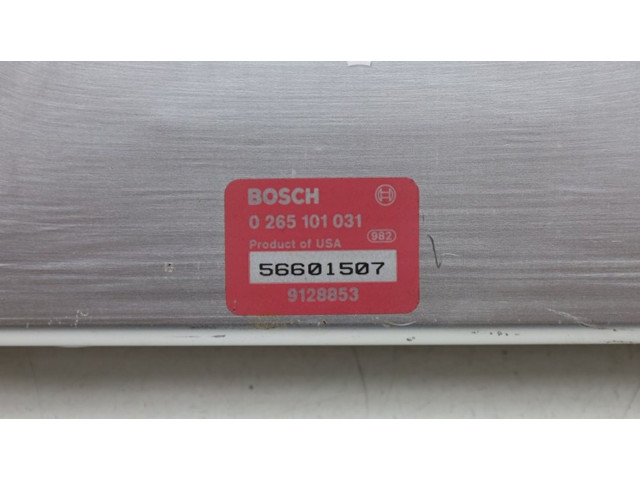 BOSCH
0 265 101 031
Product of USA 982
56601507
9128853